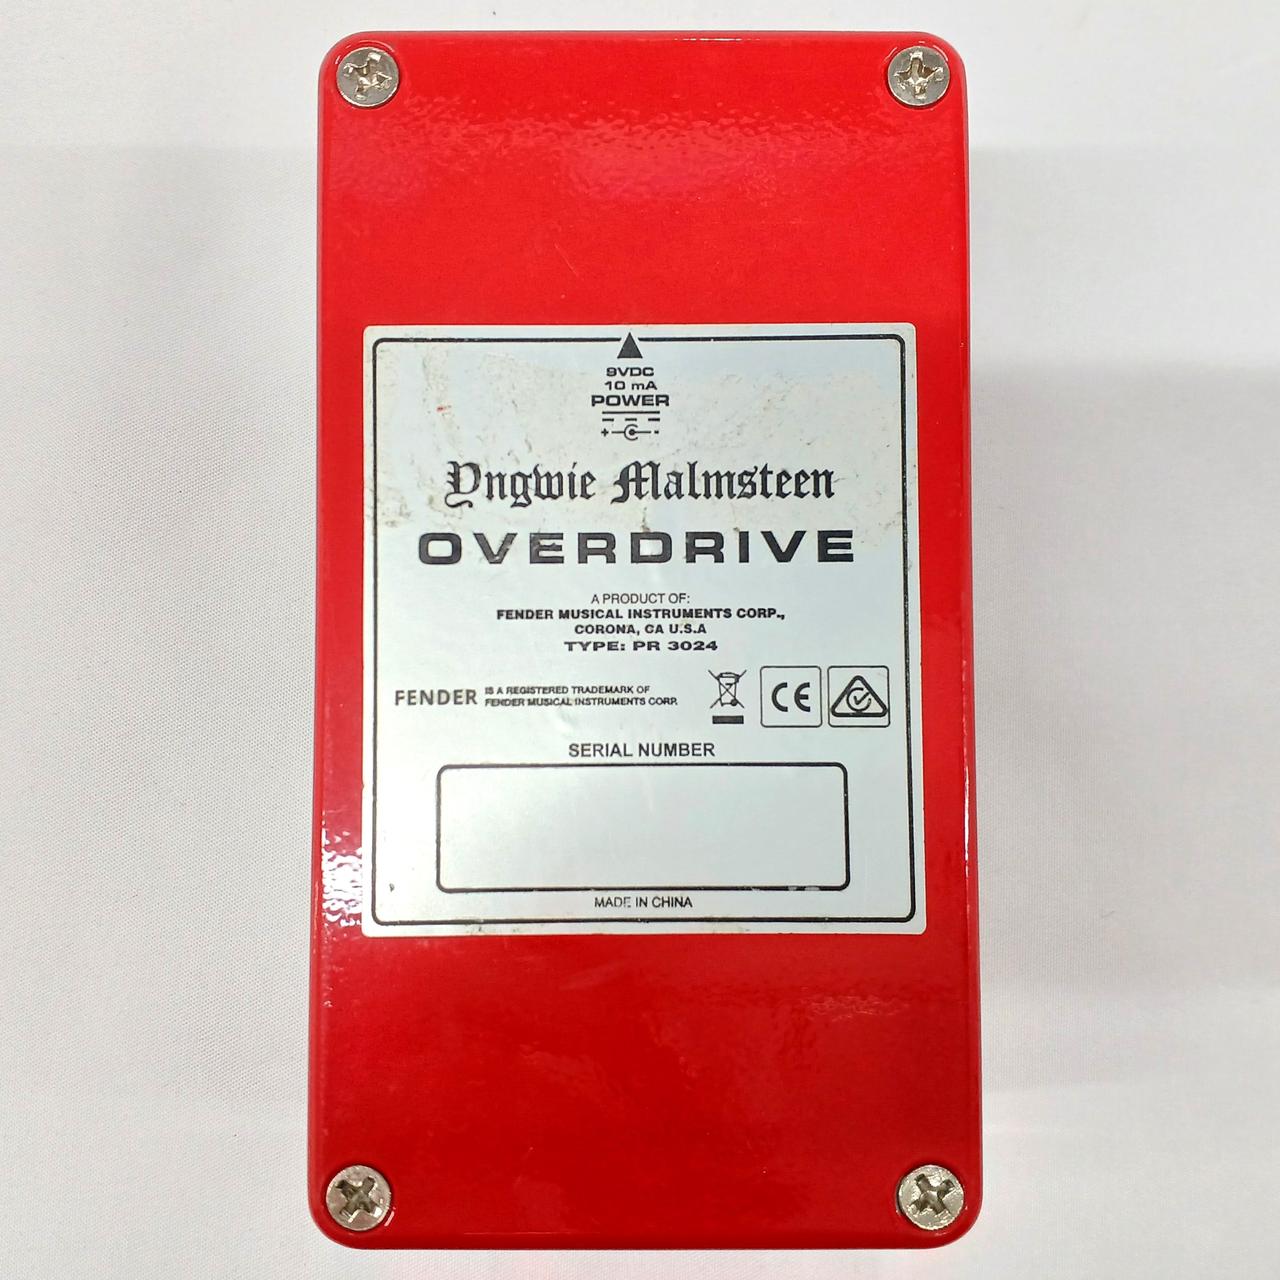 9VDC
10 mA
POWER
+ -
Yngwie Malmsteen
OVERDRIVE
A PRODUCT OF:
FENDER MUSICAL INSTRUMENTS CORP.,
CORONA, CA U.S.A
TYPE: PR 3024
FENDER IS A REGISTERED TRADEMARK OF
FENDER MUSICAL INSTRUMENTS CORP.
CE
SERIAL NUMBER
MADE IN CHINA